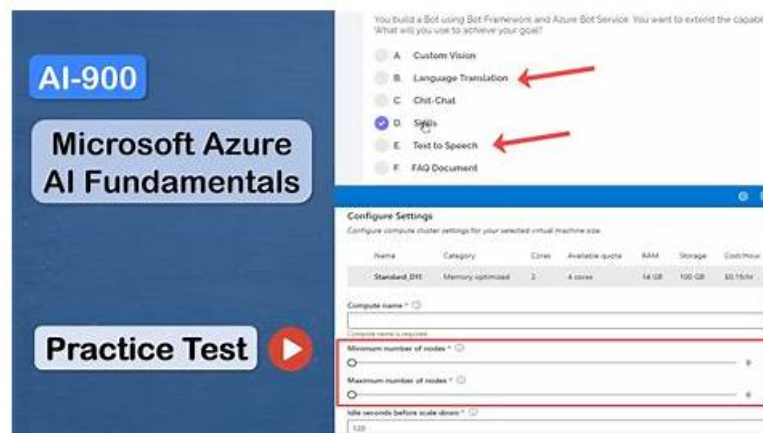 AI-900
Microsoft Azure
AI Fundamentals
Practice Test
You build a Bot using Bot Framework and Azure Bot Service. You want to extend the capabil
What will you use to achieve your goal?
A. Custom Vision
B. Language Translation
C. Chit-Chat
D. Skills
E. Text to Speech
F. FAQ Document
Configure Settings
Configure compute cluster settings for your selected virtual machine size.
Name Category Cores Available quota RAM Storage Cost/Hour
Standard_D11 Memory optimized 2 4 cores 14 GB 100 GB
Compute name *
Compute name is required
Minimum number of nodes *
0
Maximum number of nodes *
0
Idle seconds before scale down *
120